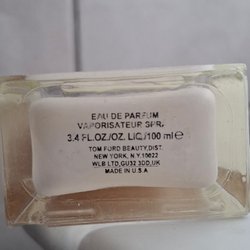 EAU DE PARFUM
VAPORISATEUR SPR.
3.4 FL.OZ./OZ. LIQ./100 ml ℮
TOM FORD BEAUTY,DIST.
NEW YORK, N.Y.10022
WLB LTD,GU32 3DD,UK
MADE IN U.S.A